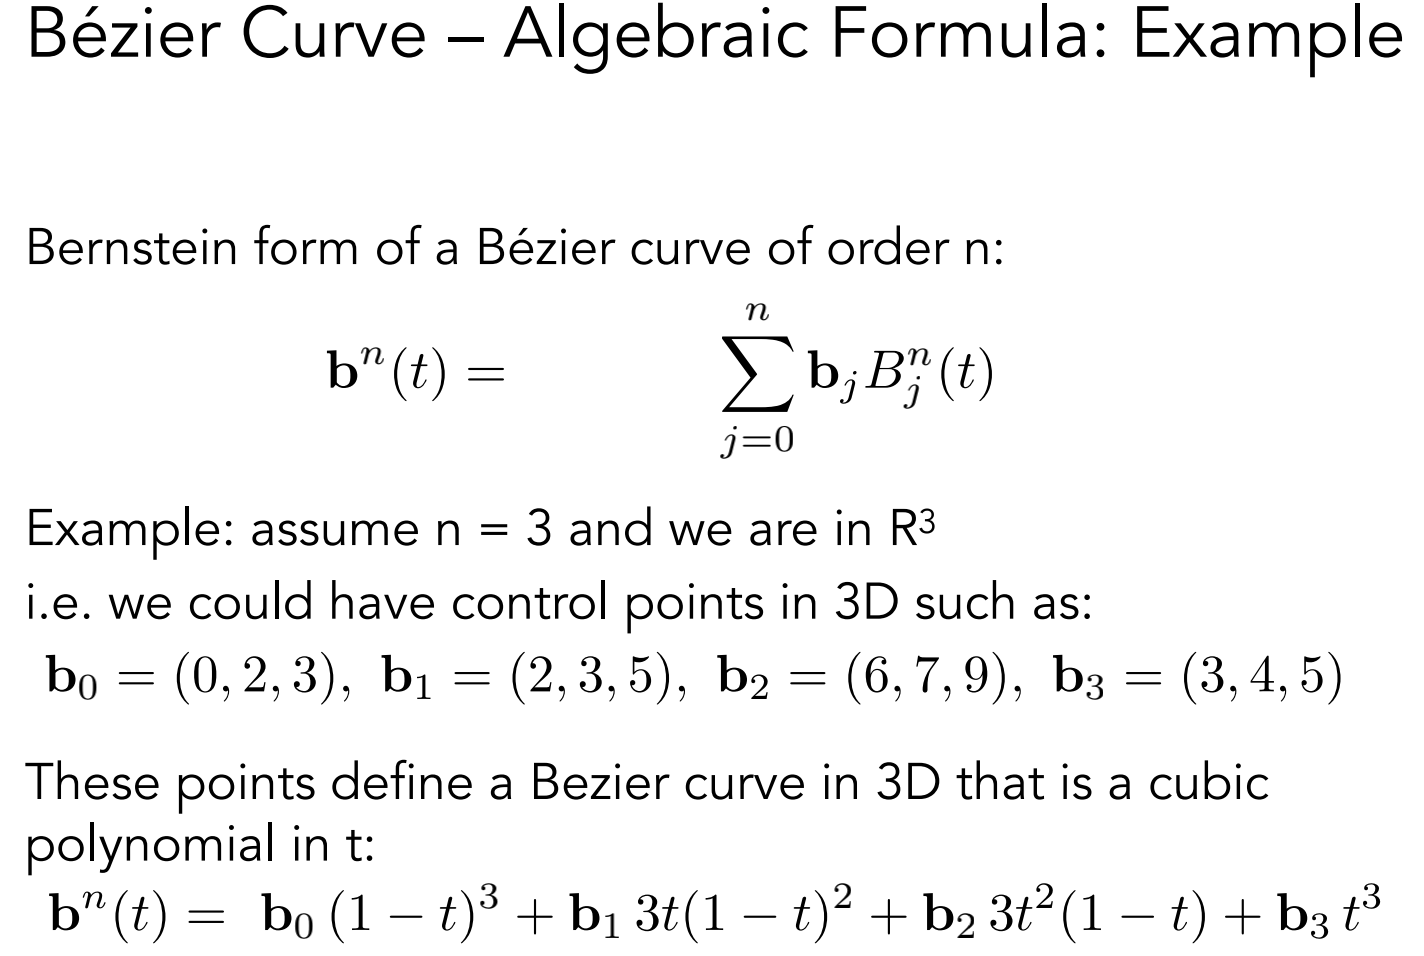 Bézier Curve – Algebraic Formula: Example
Bernstein form of a Bézier curve of order n:
$\mathbf{b}^n(t) = \sum_{j=0}^{n} \mathbf{b}_j B_j^n(t)$
Example: assume n = 3 and we are in R³
i.e. we could have control points in 3D such as:
$\mathbf{b}_0 = (0, 2, 3),\ \mathbf{b}_1 = (2, 3, 5),\ \mathbf{b}_2 = (6, 7, 9),\ \mathbf{b}_3 = (3, 4, 5)$
These points define a Bezier curve in 3D that is a cubic
polynomial in t:
$\mathbf{b}^n(t) = \mathbf{b}_0\,(1 - t)^3 + \mathbf{b}_1\,3t(1 - t)^2 + \mathbf{b}_2\,3t^2(1 - t) + \mathbf{b}_3\,t^3$